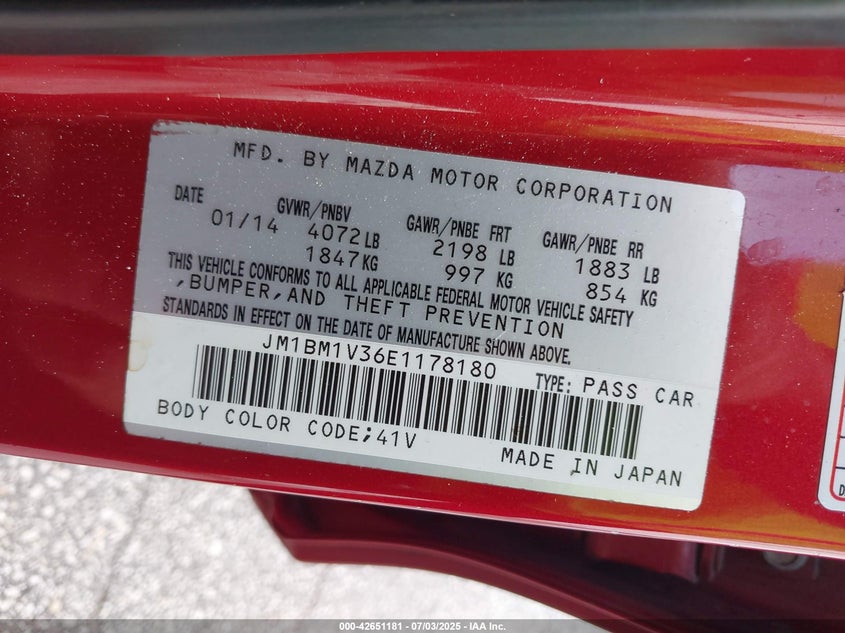 MFD. BY MAZDA MOTOR CORPORATION
DATE GVWR/PNBV GAWR/PNBE FRT GAWR/PNBE RR
01/14 4072 LB 2198 LB 1883 LB
1847 KG 997 KG 854 KG
THIS VEHICLE CONFORMS TO ALL APPLICABLE FEDERAL MOTOR VEHICLE SAFETY
,BUMPER,AND THEFT PREVENTION
STANDARDS IN EFFECT ON THE DATE OF MANUFACTURE SHOWN ABOVE.
JM1BM1V36E1178180
TYPE: PASS CAR
BODY COLOR CODE;41V
MADE IN JAPAN
000-42651181 - 07/03/2025 - IAA Inc.